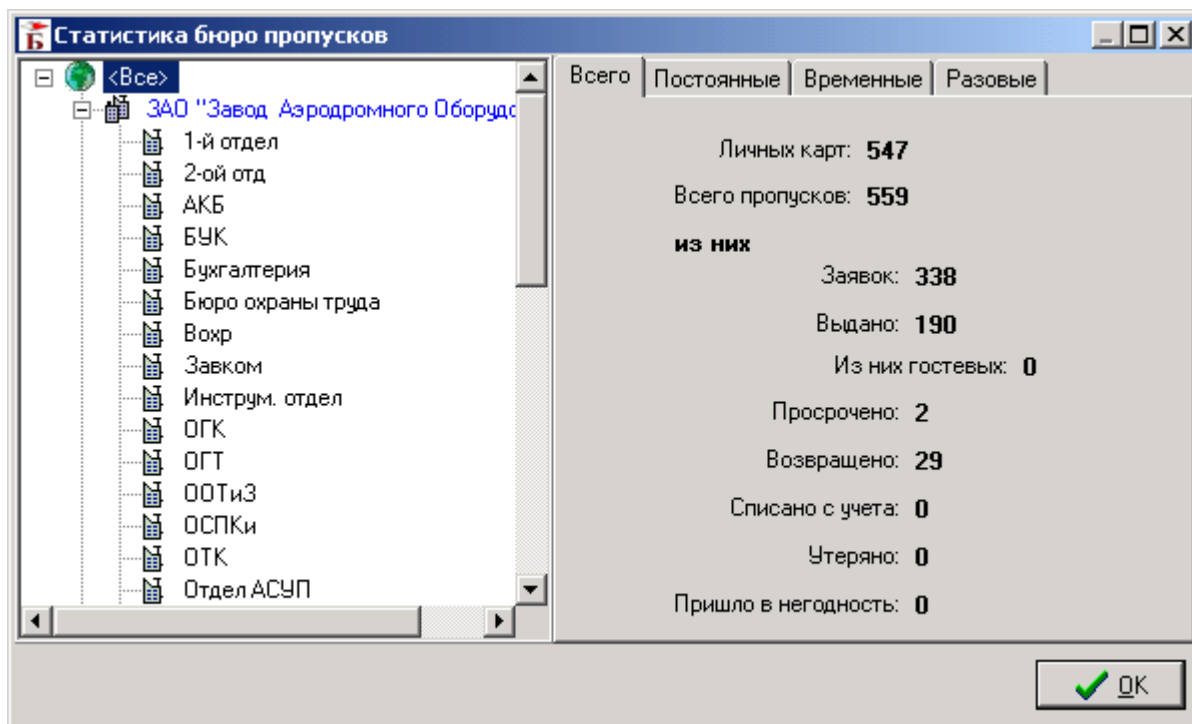 Статистика бюро пропусков
<Все>
ЗАО "Завод Аэродромного Оборудо
1-й отдел
2-ой отд
АКБ
БУК
Бухгалтерия
Бюро охраны труда
Вохр
Завком
Инструм. отдел
ОГК
ОГТ
ООТиЗ
ОСПКи
ОТК
Отдел АСУП
Всего Постоянные Временные Разовые
Личных карт: 547
Всего пропусков: 559
из них
Заявок: 338
Выдано: 190
Из них гостевых: 0
Просрочено: 2
Возвращено: 29
Списано с учета: 0
Утеряно: 0
Пришло в негодность: 0
OK